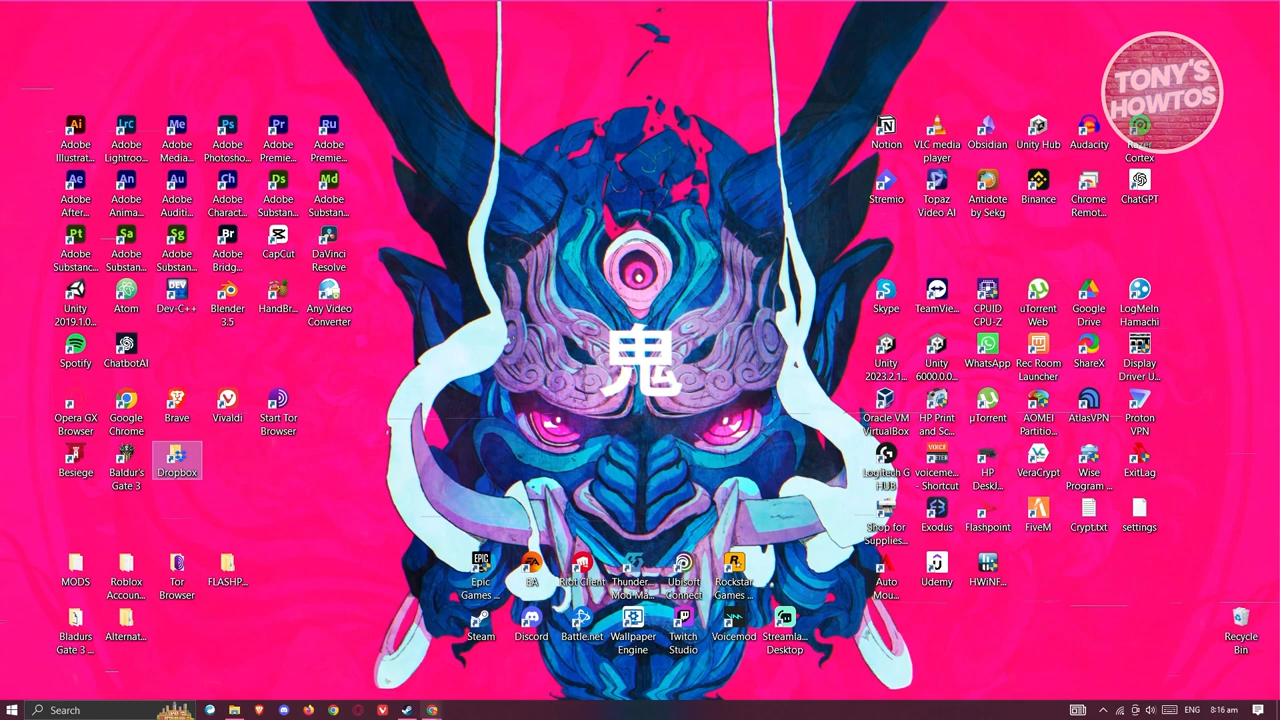 TONY'S
HOWTOS
Adobe Illustrat...
Adobe Lightroo...
Adobe Media...
Adobe Photosho...
Adobe Premie...
Adobe Premie...
Notion
VLC media player
Obsidian
Unity Hub
Audacity
Razer Cortex
Adobe After...
Adobe Anima...
Adobe Auditi...
Adobe Charact...
Adobe Substan...
Adobe Substan...
Stremio
Topaz Video AI
Antidote by Sekg
Binance
Chrome Remot...
ChatGPT
Adobe Substanc...
Adobe Substan...
Adobe Substan...
Adobe Bridg...
CapCut
DaVinci Resolve
Unity 2019.1.0...
Atom
Dev-C++
Blender 3.5
HandBr...
Any Video Converter
Skype
TeamVie...
CPUID CPU-Z
uTorrent Web
Google Drive
LogMeIn Hamachi
Spotify
ChatbotAI
鬼
Unity 2023.2.1...
Unity 6000.0.0...
WhatsApp
Rec Room Launcher
ShareX
Display Driver U...
Opera GX Browser
Google Chrome
Brave
Vivaldi
Start Tor Browser
Oracle VM VirtualBox
HP Print and Sc...
µTorrent
AOMEI Partitio...
AtlasVPN
Proton VPN
Besiege
Baldur's Gate 3
Dropbox
Logitech G HUB
voiceme... - Shortcut
HP DeskJ...
VeraCrypt
Wise Program ...
ExitLag
Shop for Supplies...
Exodus
Flashpoint
FiveM
Crypt.txt
settings
MODS
Roblox Accoun...
Tor Browser
FLASHP...
Epic Games ...
EA
Riot Client
Thunder... Mod Ma...
Ubisoft Connect
Rockstar Games ...
Auto Mou...
Udemy
HWiNF...
Bladurs Gate 3 ...
Alternat...
Steam
Discord
Battle.net
Wallpaper Engine
Twitch Studio
Voicemod
Streamla... Desktop
Recycle Bin
Search
ENG
8:16 am